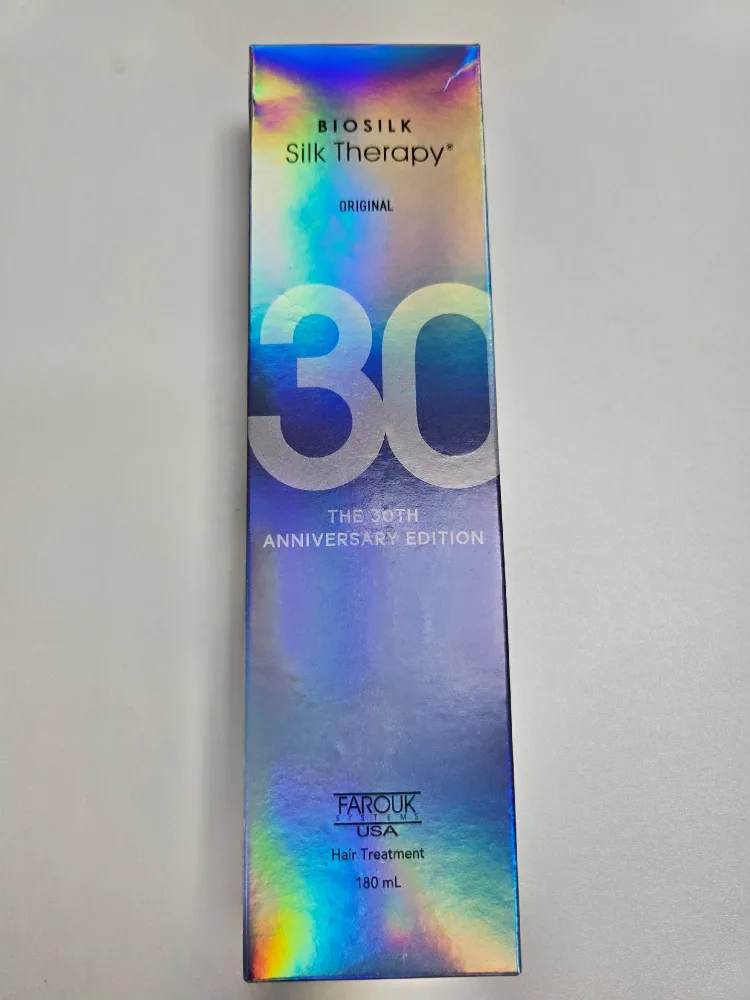 BIOSILK
Silk Therapy®
ORIGINAL
30
THE 30TH
ANNIVERSARY EDITION
FAROUK
SYSTEMS
USA
Hair Treatment
180 mL